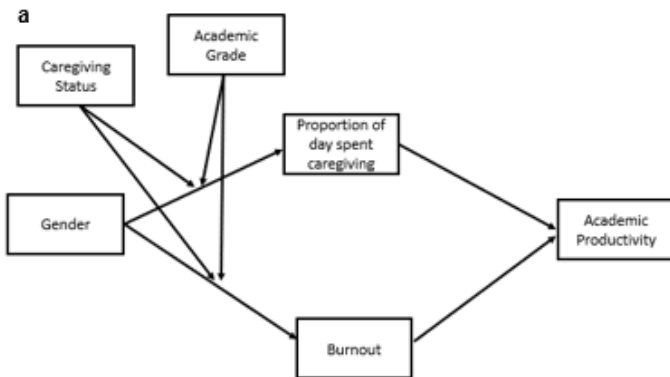 a
Academic
Grade
Caregiving
Status
Proportion of
day spent
caregiving
Gender
Academic
Productivity
Burnout